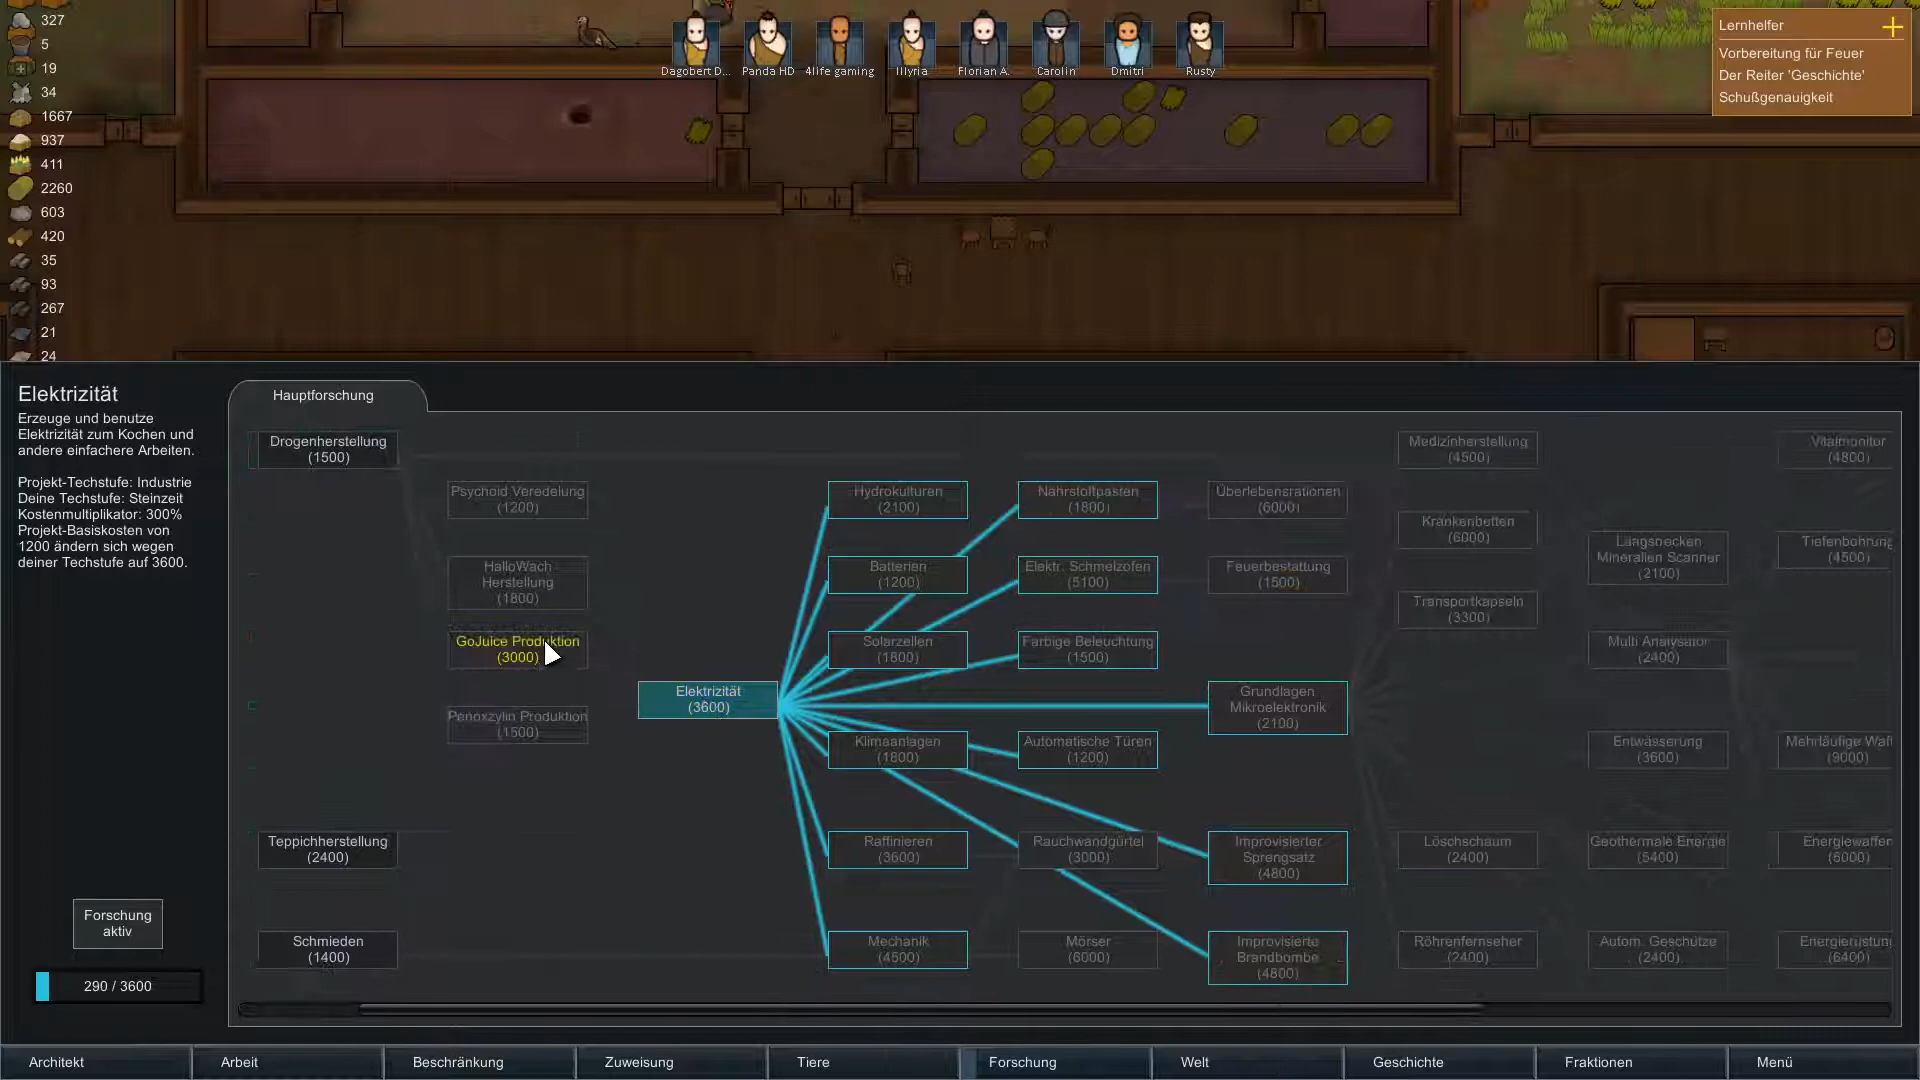 327
5
19
34
1667
937
411
2260
603
420
35
93
267
21
24
Dagobert D...
Panda HD
4life gaming
Illyria
Florian A.
Carolin
Dmitri
Rusty
Lernhelfer
Vorbereitung für Feuer
Der Reiter 'Geschichte'
Schußgenauigkeit
Elektrizität
Erzeuge und benutze
Elektrizität zum Kochen und
andere einfachere Arbeiten.
Projekt-Techstufe: Industrie
Deine Techstufe: Steinzeit
Kostenmultiplikator: 300%
Projekt-Basiskosten von
1200 ändern sich wegen
deiner Techstufe auf 3600.
Forschung
aktiv
290 / 3600
Hauptforschung
Drogenherstellung
(1500)
Teppichherstellung
(2400)
Schmieden
(1400)
Psychoid Veredelung
(1200)
HalloWach
Herstellung
(1800)
GoJuice Produktion
(3000)
Penoxzylin Produktion
(1500)
Elektrizität
(3600)
Hydrokulturen
(2100)
Batterien
(1200)
Solarzellen
(1800)
Klimaanlagen
(1800)
Raffinieren
(3600)
Mechanik
(4500)
Nährstoffpasten
(1800)
Elektr. Schmelzofen
(5100)
Farbige Beleuchtung
(1500)
Automatische Türen
(1200)
Rauchwandgürtel
(3000)
Mörser
(6000)
Überlebensrationen
(6000)
Feuerbestattung
(1500)
Grundlagen
Mikroelektronik
(2100)
Improvisierter
Sprengsatz
(4800)
Improvisierte
Brandbombe
(4800)
Medizinherstellung
(4500)
Krankenbetten
(6000)
Transportkapseln
(3300)
Löschschaum
(2400)
Röhrenfernseher
(2400)
Langstrecken
Mineralien Scanner
(2100)
Multi Analysator
(2400)
Entwässerung
(3600)
Geothermale Energie
(5400)
Autom. Geschütze
(2400)
Vitalmonitor
(4800)
Tiefenbohrung
(4500)
Mehrläufige Waff
(9000)
Energiewaffen
(6000)
Energierüstung
(6400)
Architekt
Arbeit
Beschränkung
Zuweisung
Tiere
Forschung
Welt
Geschichte
Fraktionen
Menü